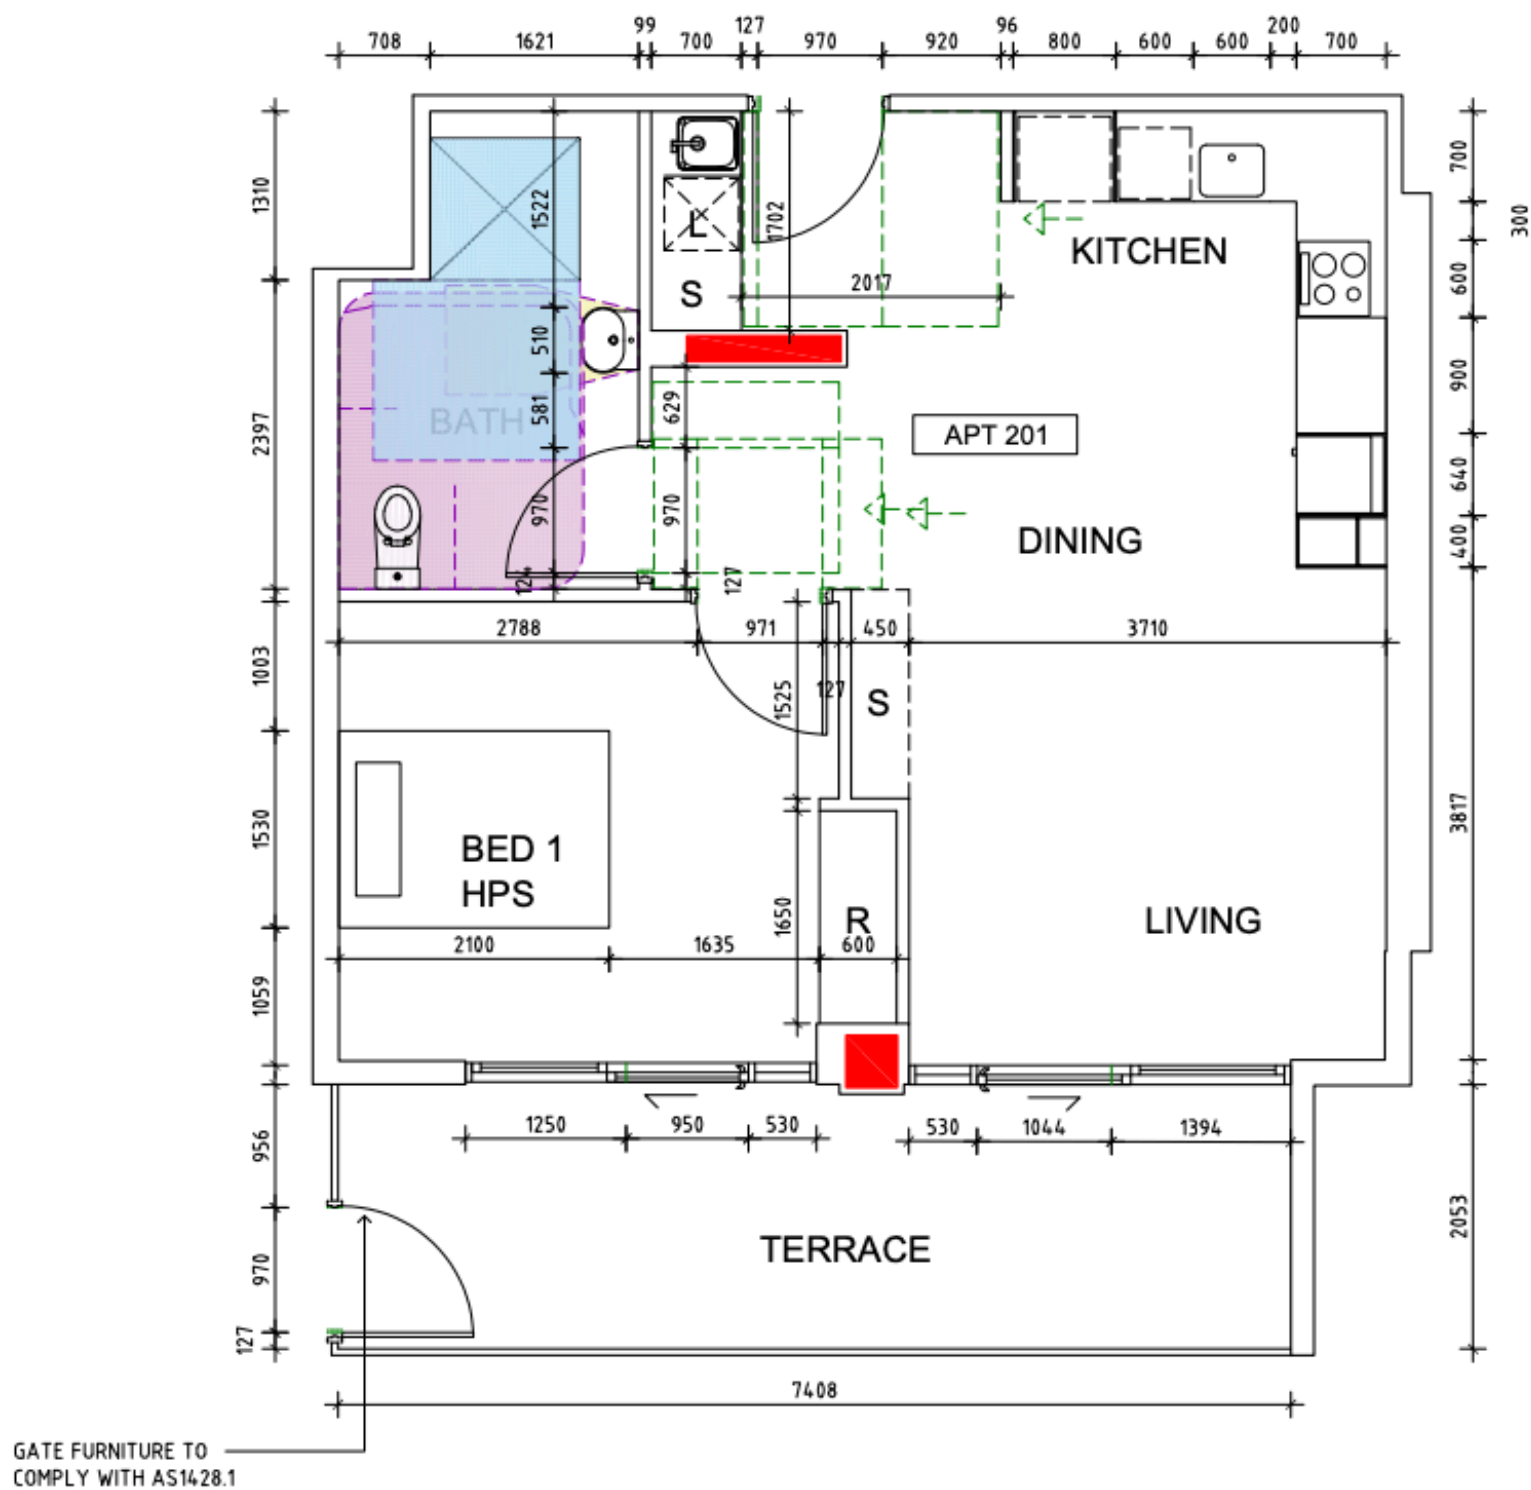 99 127 96 200
708 1621 700 970 920 800 600 600 700
1310
1522
L
1702
700
300
KITCHEN
S
2017
600
510
BATH
581
629
900
2397
APT 201
640
970
970
DINING
400
124
127
2788 971 450 3710
1003
1525
127
S
3817
1530
BED 1
HPS
1650
R
LIVING
2100 1635 600
1059
956
1250 950 530 530 1044 1394
2053
TERRACE
970
127
7408
GATE FURNITURE TO
COMPLY WITH AS1428.1